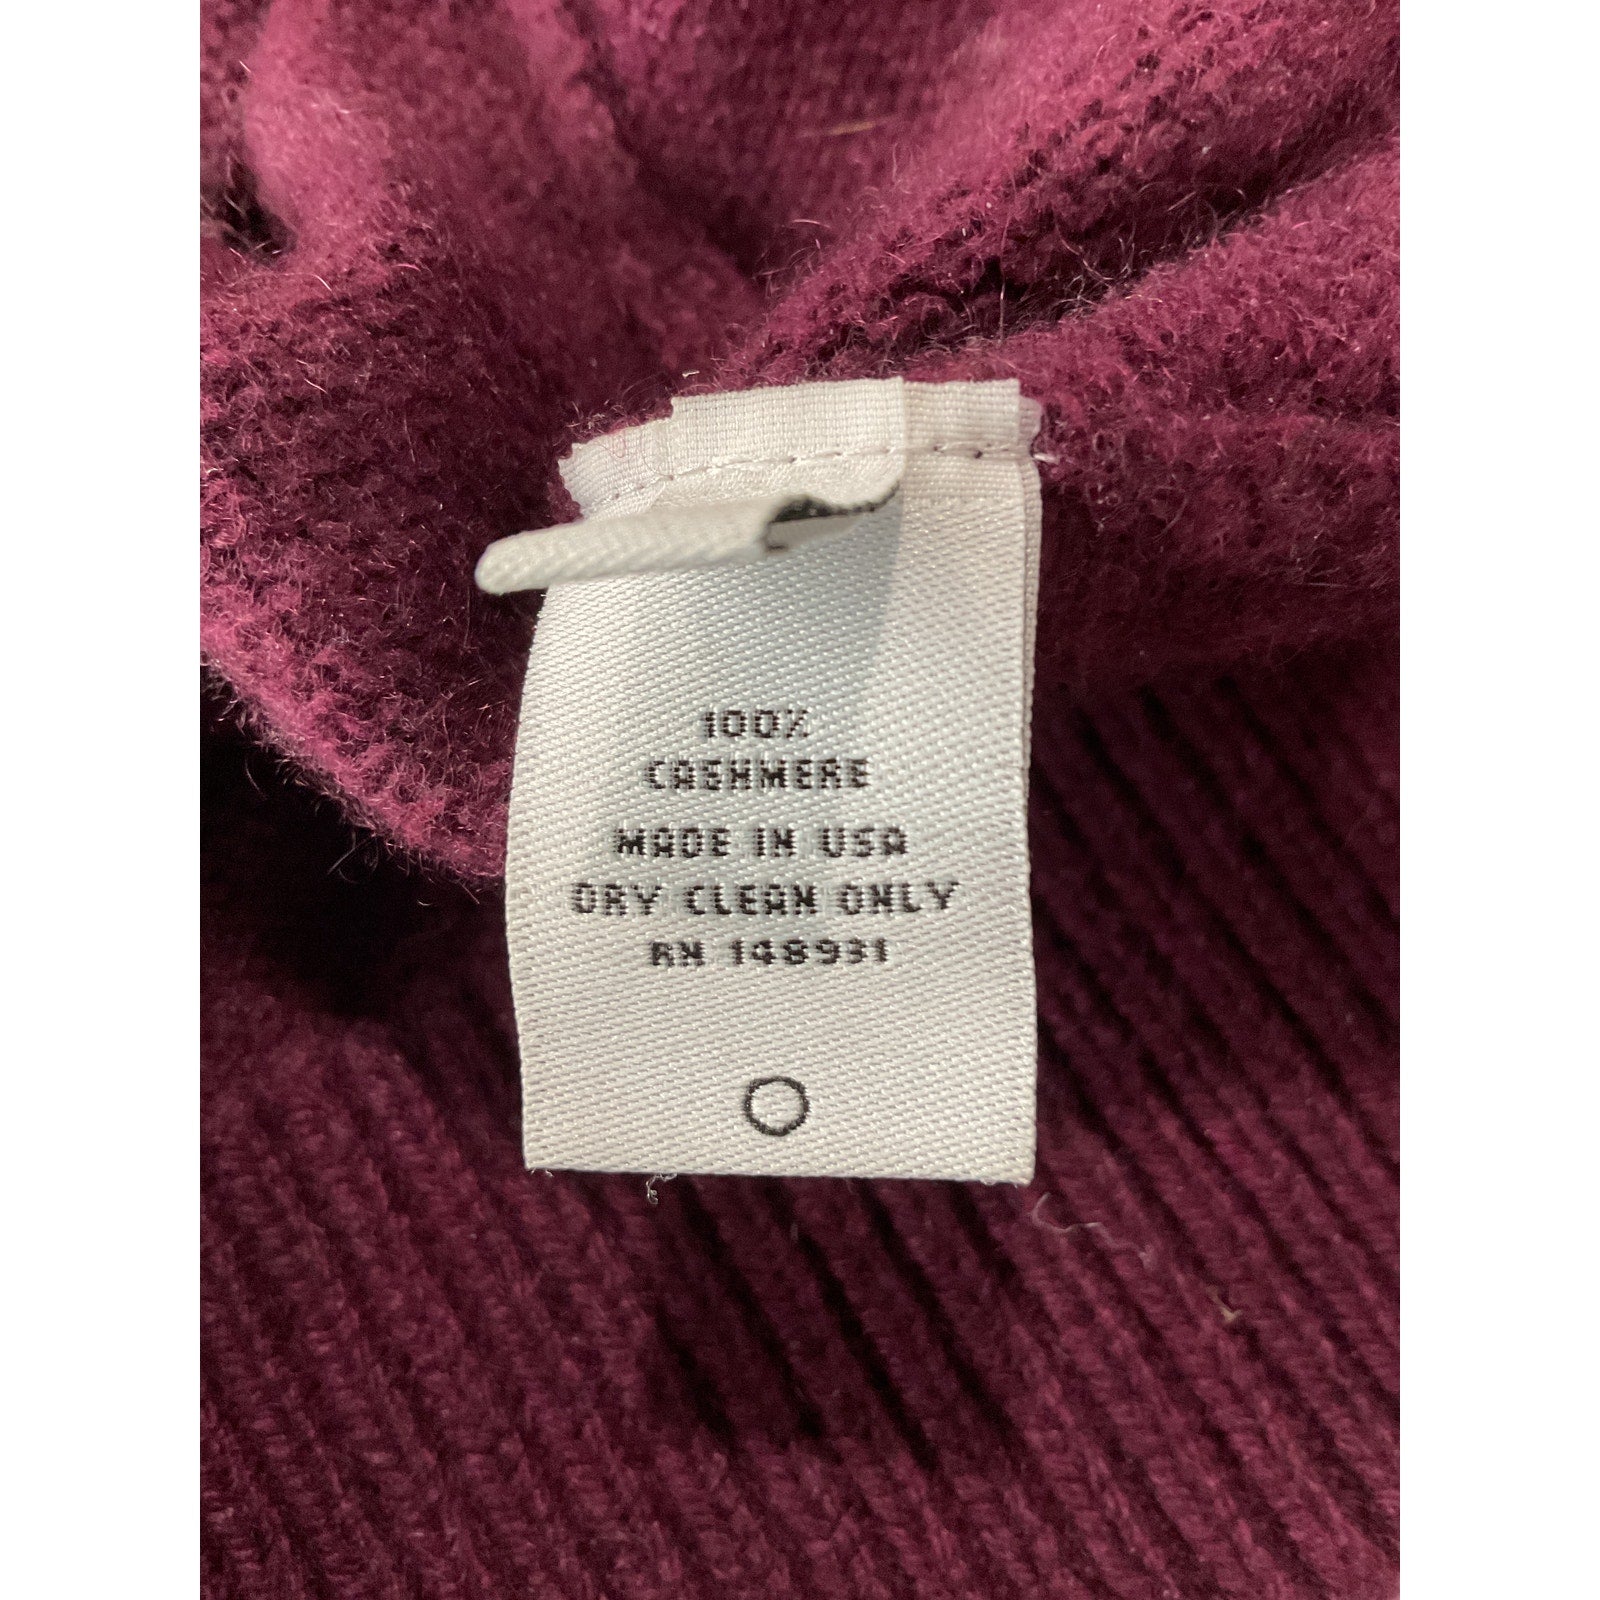 100%
CASHMERE
MADE IN USA
DRY CLEAN ONLY
RN 148931